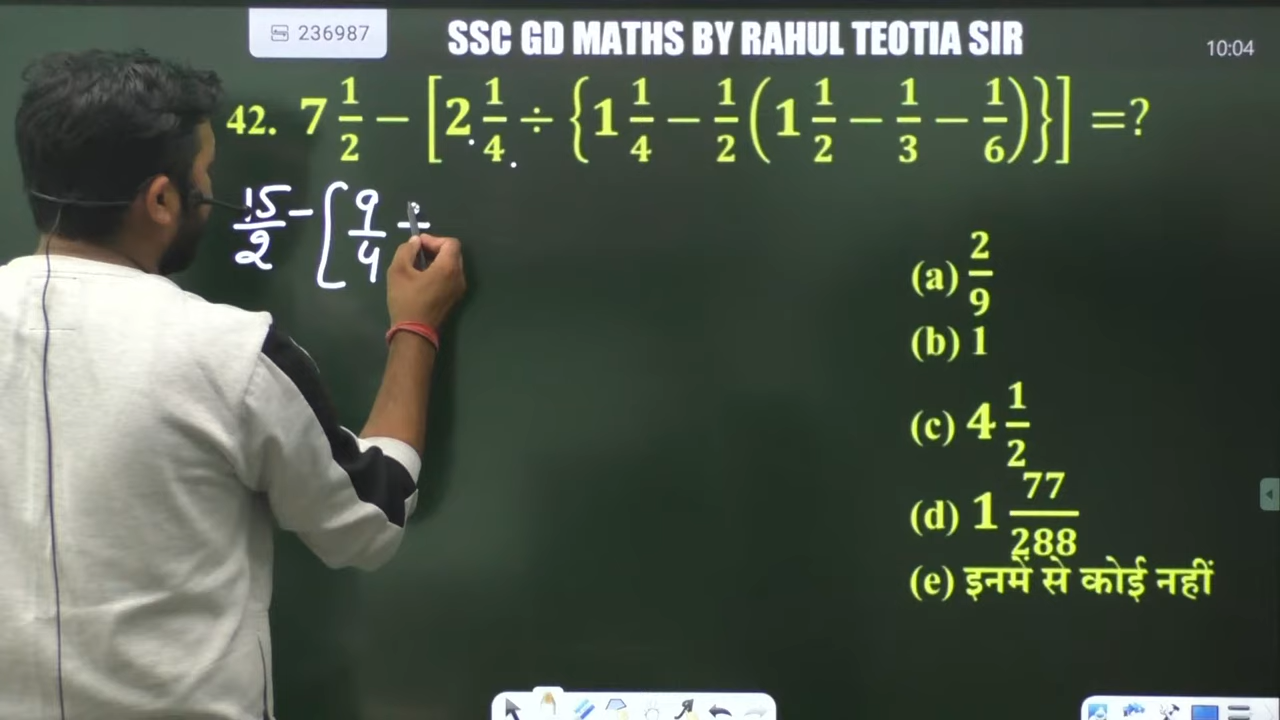 236987
SSC GD MATHS BY RAHUL TEOTIA SIR
10:04
42. 7 1/2 − [2 1/4 ÷ {1 1/4 − 1/2 (1 1/2 − 1/3 − 1/6)}] =?
15/2 − [9/4 ÷
(a) 2/9
(b) 1
(c) 4 1/2
(d) 1 77/288
(e) इनमें से कोई नहीं